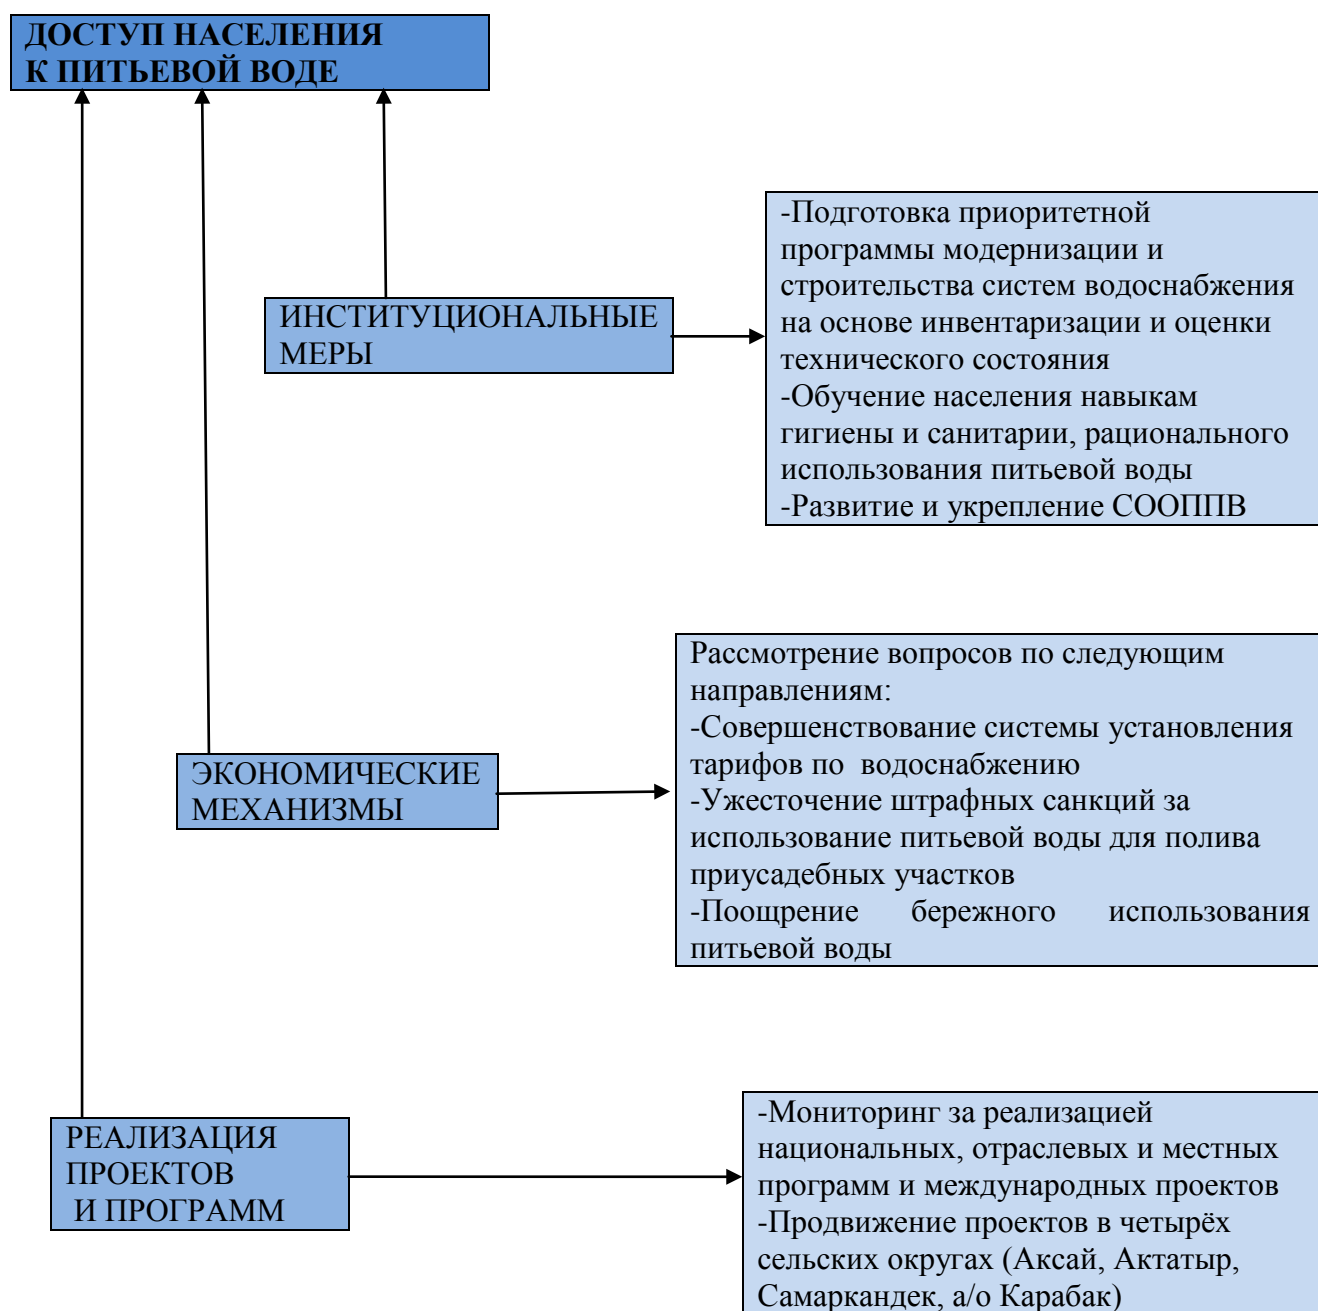 ДОСТУП НАСЕЛЕНИЯ
К ПИТЬЕВОЙ ВОДЕ
ИНСТИТУЦИОНАЛЬНЫЕ
МЕРЫ
-Подготовка приоритетной
программы модернизации и
строительства систем водоснабжения
на основе инвентаризации и оценки
технического состояния
-Обучение населения навыкам
гигиены и санитарии, рационального
использования питьевой воды
-Развитие и укрепление СООППВ
ЭКОНОМИЧЕСКИЕ
МЕХАНИЗМЫ
Рассмотрение вопросов по следующим
направлениям:
-Совершенствование системы установления
тарифов по водоснабжению
-Ужесточение штрафных санкций за
использование питьевой воды для полива
приусадебных участков
-Поощрение бережного использования
питьевой воды
РЕАЛИЗАЦИЯ
ПРОЕКТОВ
И ПРОГРАММ
-Мониторинг за реализацией
национальных, отраслевых и местных
программ и международных проектов
-Продвижение проектов в четырёх
сельских округах (Аксай, Актатыр,
Самаркандек, а/о Карабак)